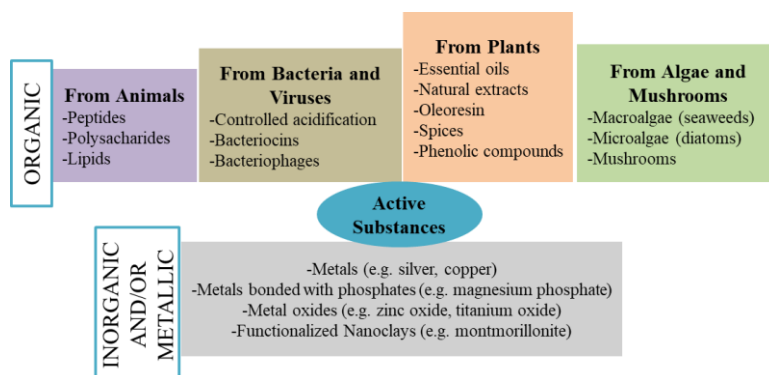 ORGANIC
From Animals
-Peptides
-Polysacharides
-Lipids
From Bacteria and
Viruses
-Controlled acidification
-Bacteriocins
-Bacteriophages
From Plants
-Essential oils
-Natural extracts
-Oleoresin
-Spices
-Phenolic compounds
From Algae and
Mushrooms
-Macroalgae (seaweeds)
-Microalgae (diatoms)
-Mushrooms
Active
Substances
INORGANIC
AND/OR
METALLIC
-Metals (e.g. silver, copper)
-Metals bonded with phosphates (e.g. magnesium phosphate)
-Metal oxides (e.g. zinc oxide, titanium oxide)
-Functionalized Nanoclays (e.g. montmorillonite)